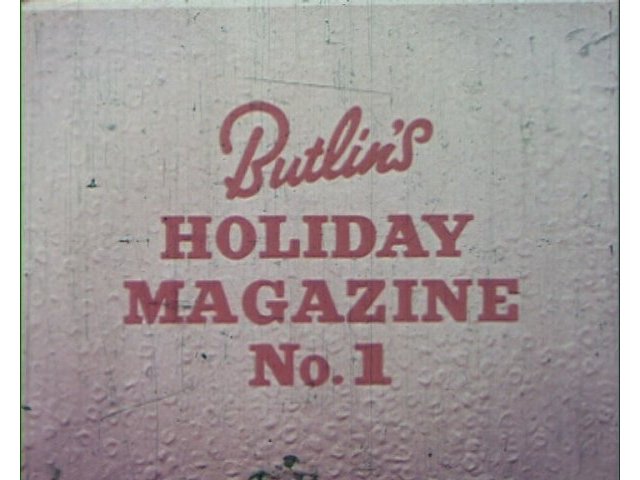 Butlin's
HOLIDAY
MAGAZINE
No. 1